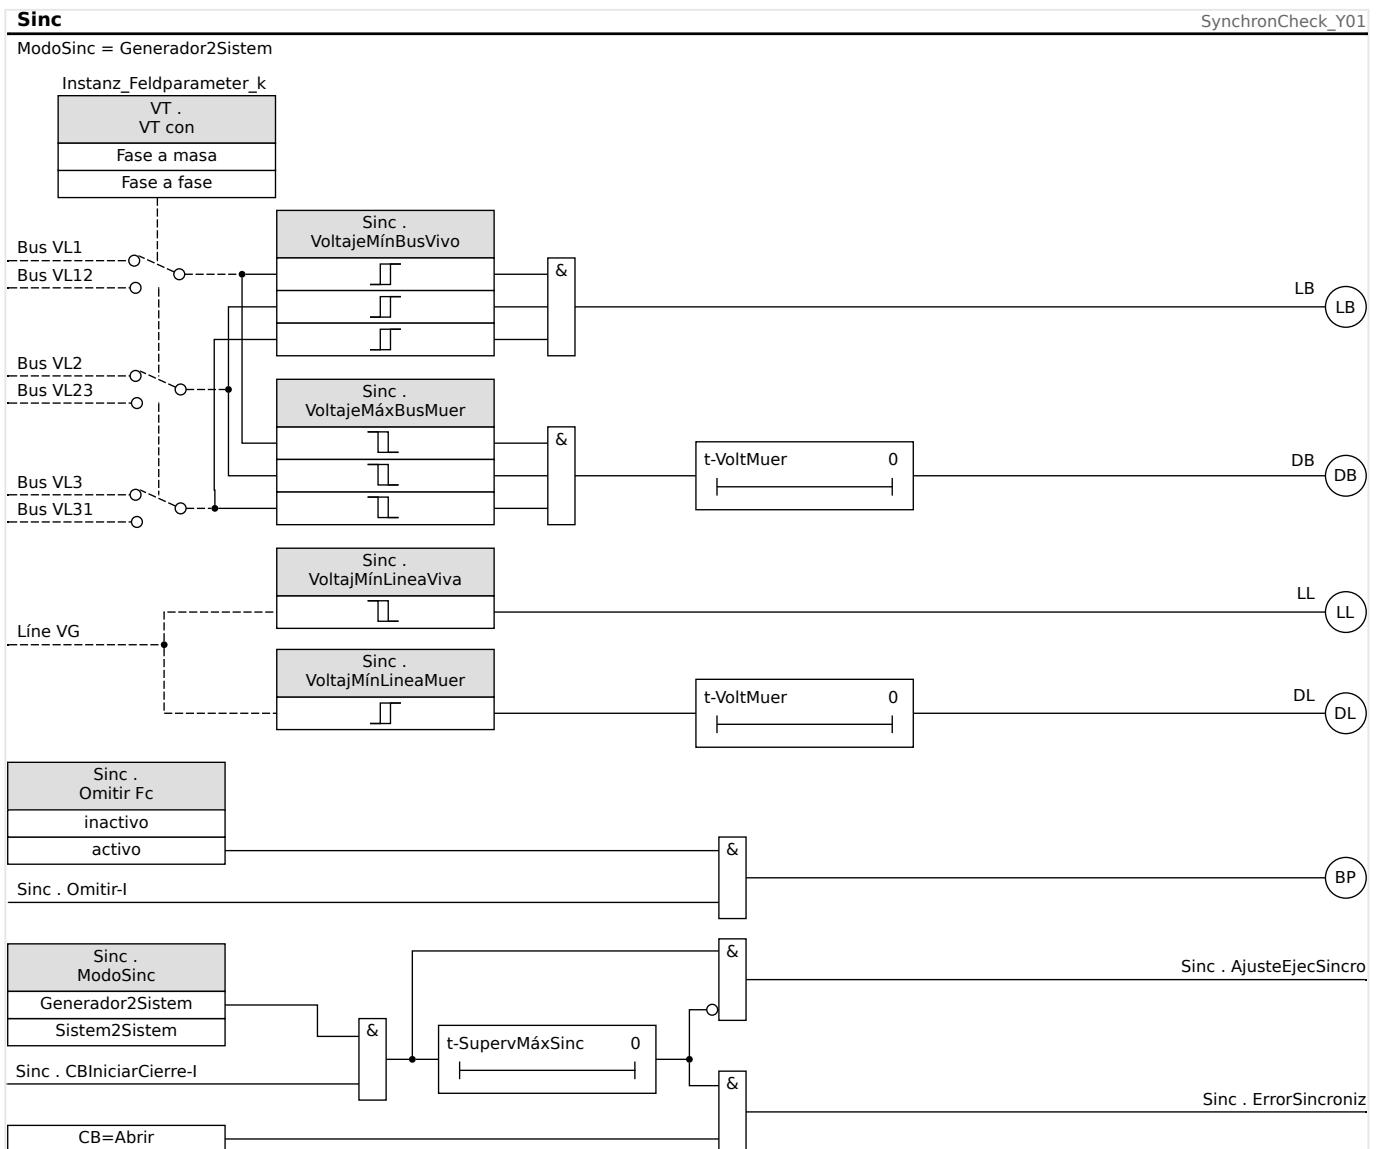 Sinc
SynchronCheck_Y01
ModoSinc = Generador2Sistem
Instanz_Feldparameter_k
VT .
VT con
Fase a masa
Fase a fase
Sinc .
VoltajeMínBusVivo
Bus VL1
Bus VL12
&
LB
LB
Bus VL2
Bus VL23
Sinc .
VoltajeMáxBusMuer
&
t-VoltMuer 0
DB
DB
Bus VL3
Bus VL31
Sinc .
VoltajMínLineaViva
LL
LL
Líne VG
Sinc .
VoltajMínLineaMuer
t-VoltMuer 0
DL
DL
Sinc .
Omitir Fc
inactivo
activo
&
BP
Sinc . Omitir-I
Sinc .
ModoSinc
Generador2Sistem
Sistem2Sistem
&
Sinc . AjusteEjecSincro
&
t-SupervMáxSinc 0
Sinc . CBIniciarCierre-I
&
Sinc . ErrorSincroniz
CB=Abrir